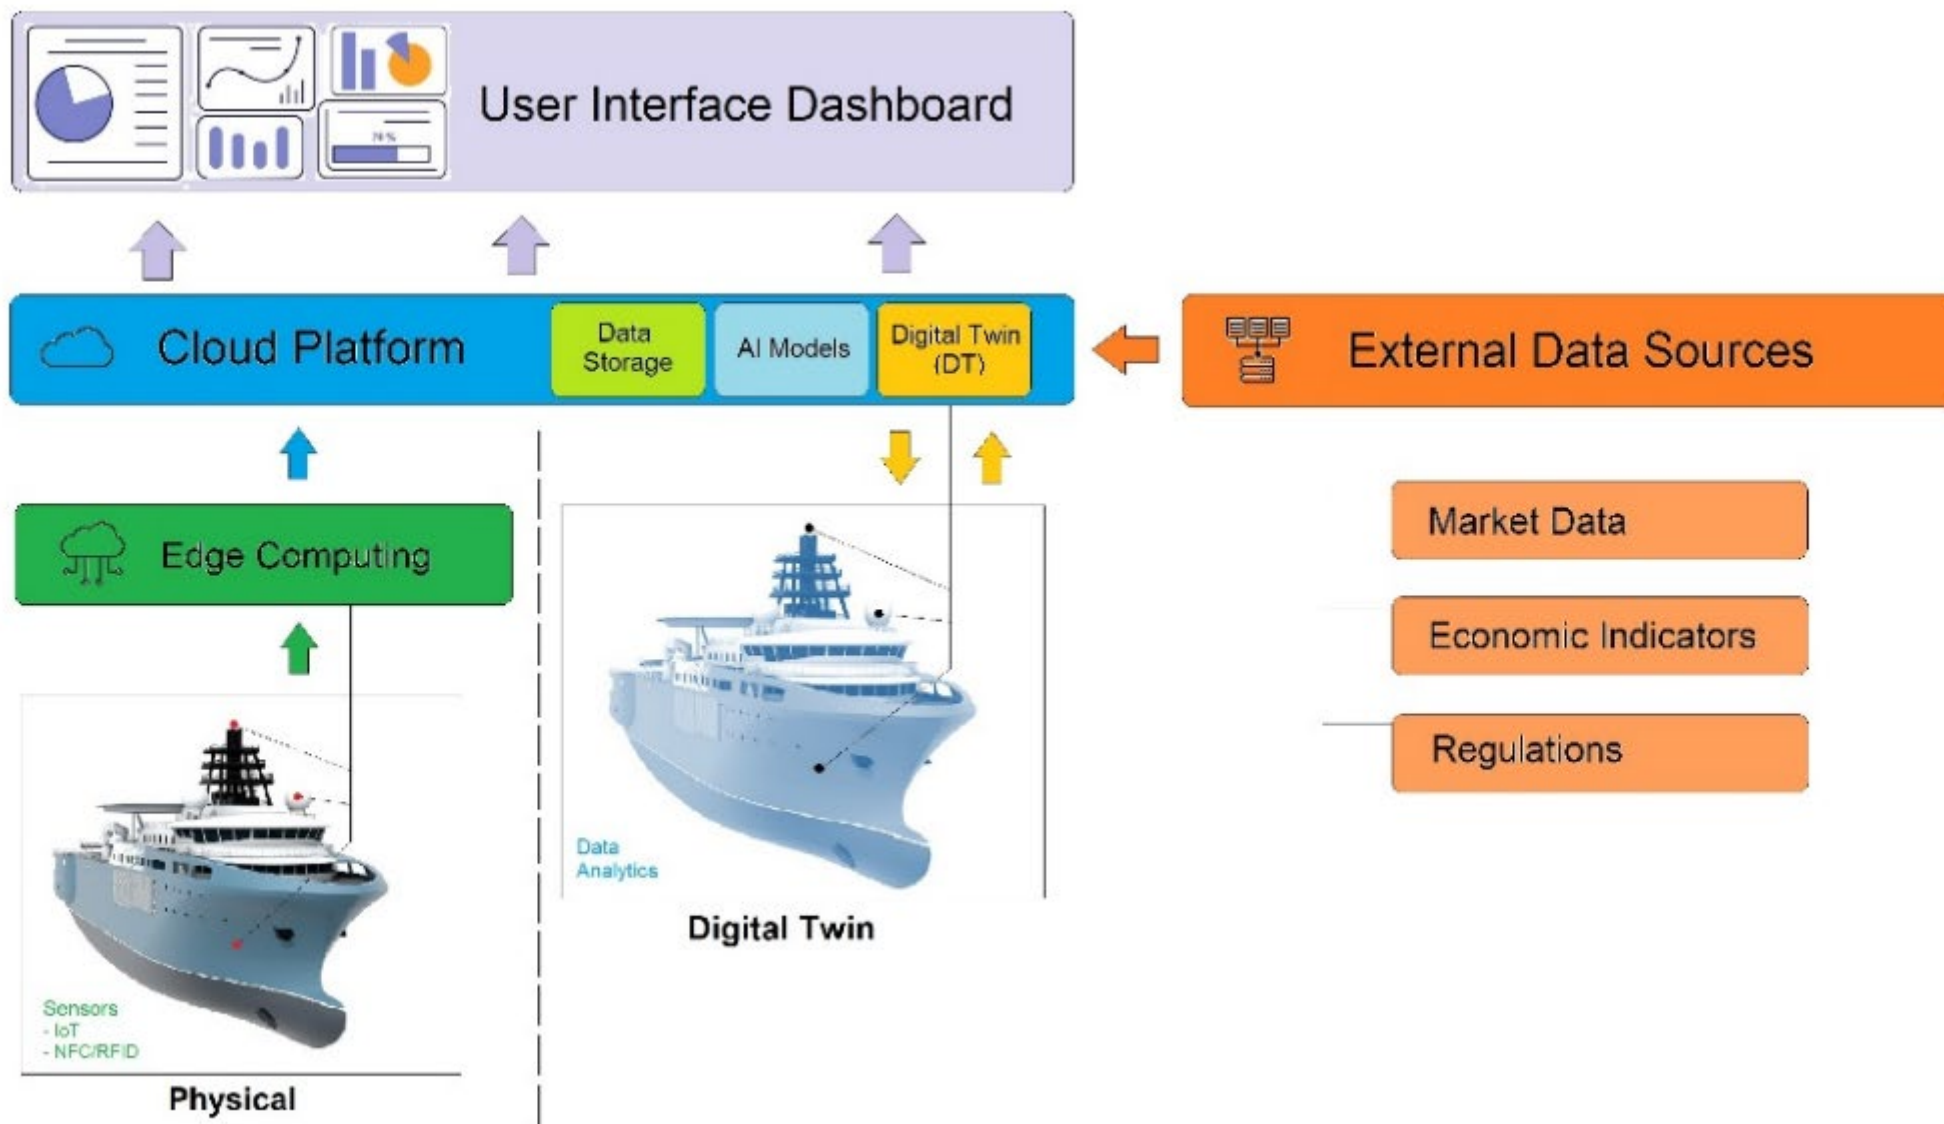 70 %
User Interface Dashboard
Cloud Platform
Data
Storage
AI Models
Digital Twin
(DT)
External Data Sources
Edge Computing
Market Data
Economic Indicators
Regulations
Data
Analytics
Digital Twin
Sensors
- IoT
- NFC/RFID
Physical